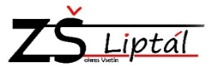 ZŠ Liptál
okres Vsetín